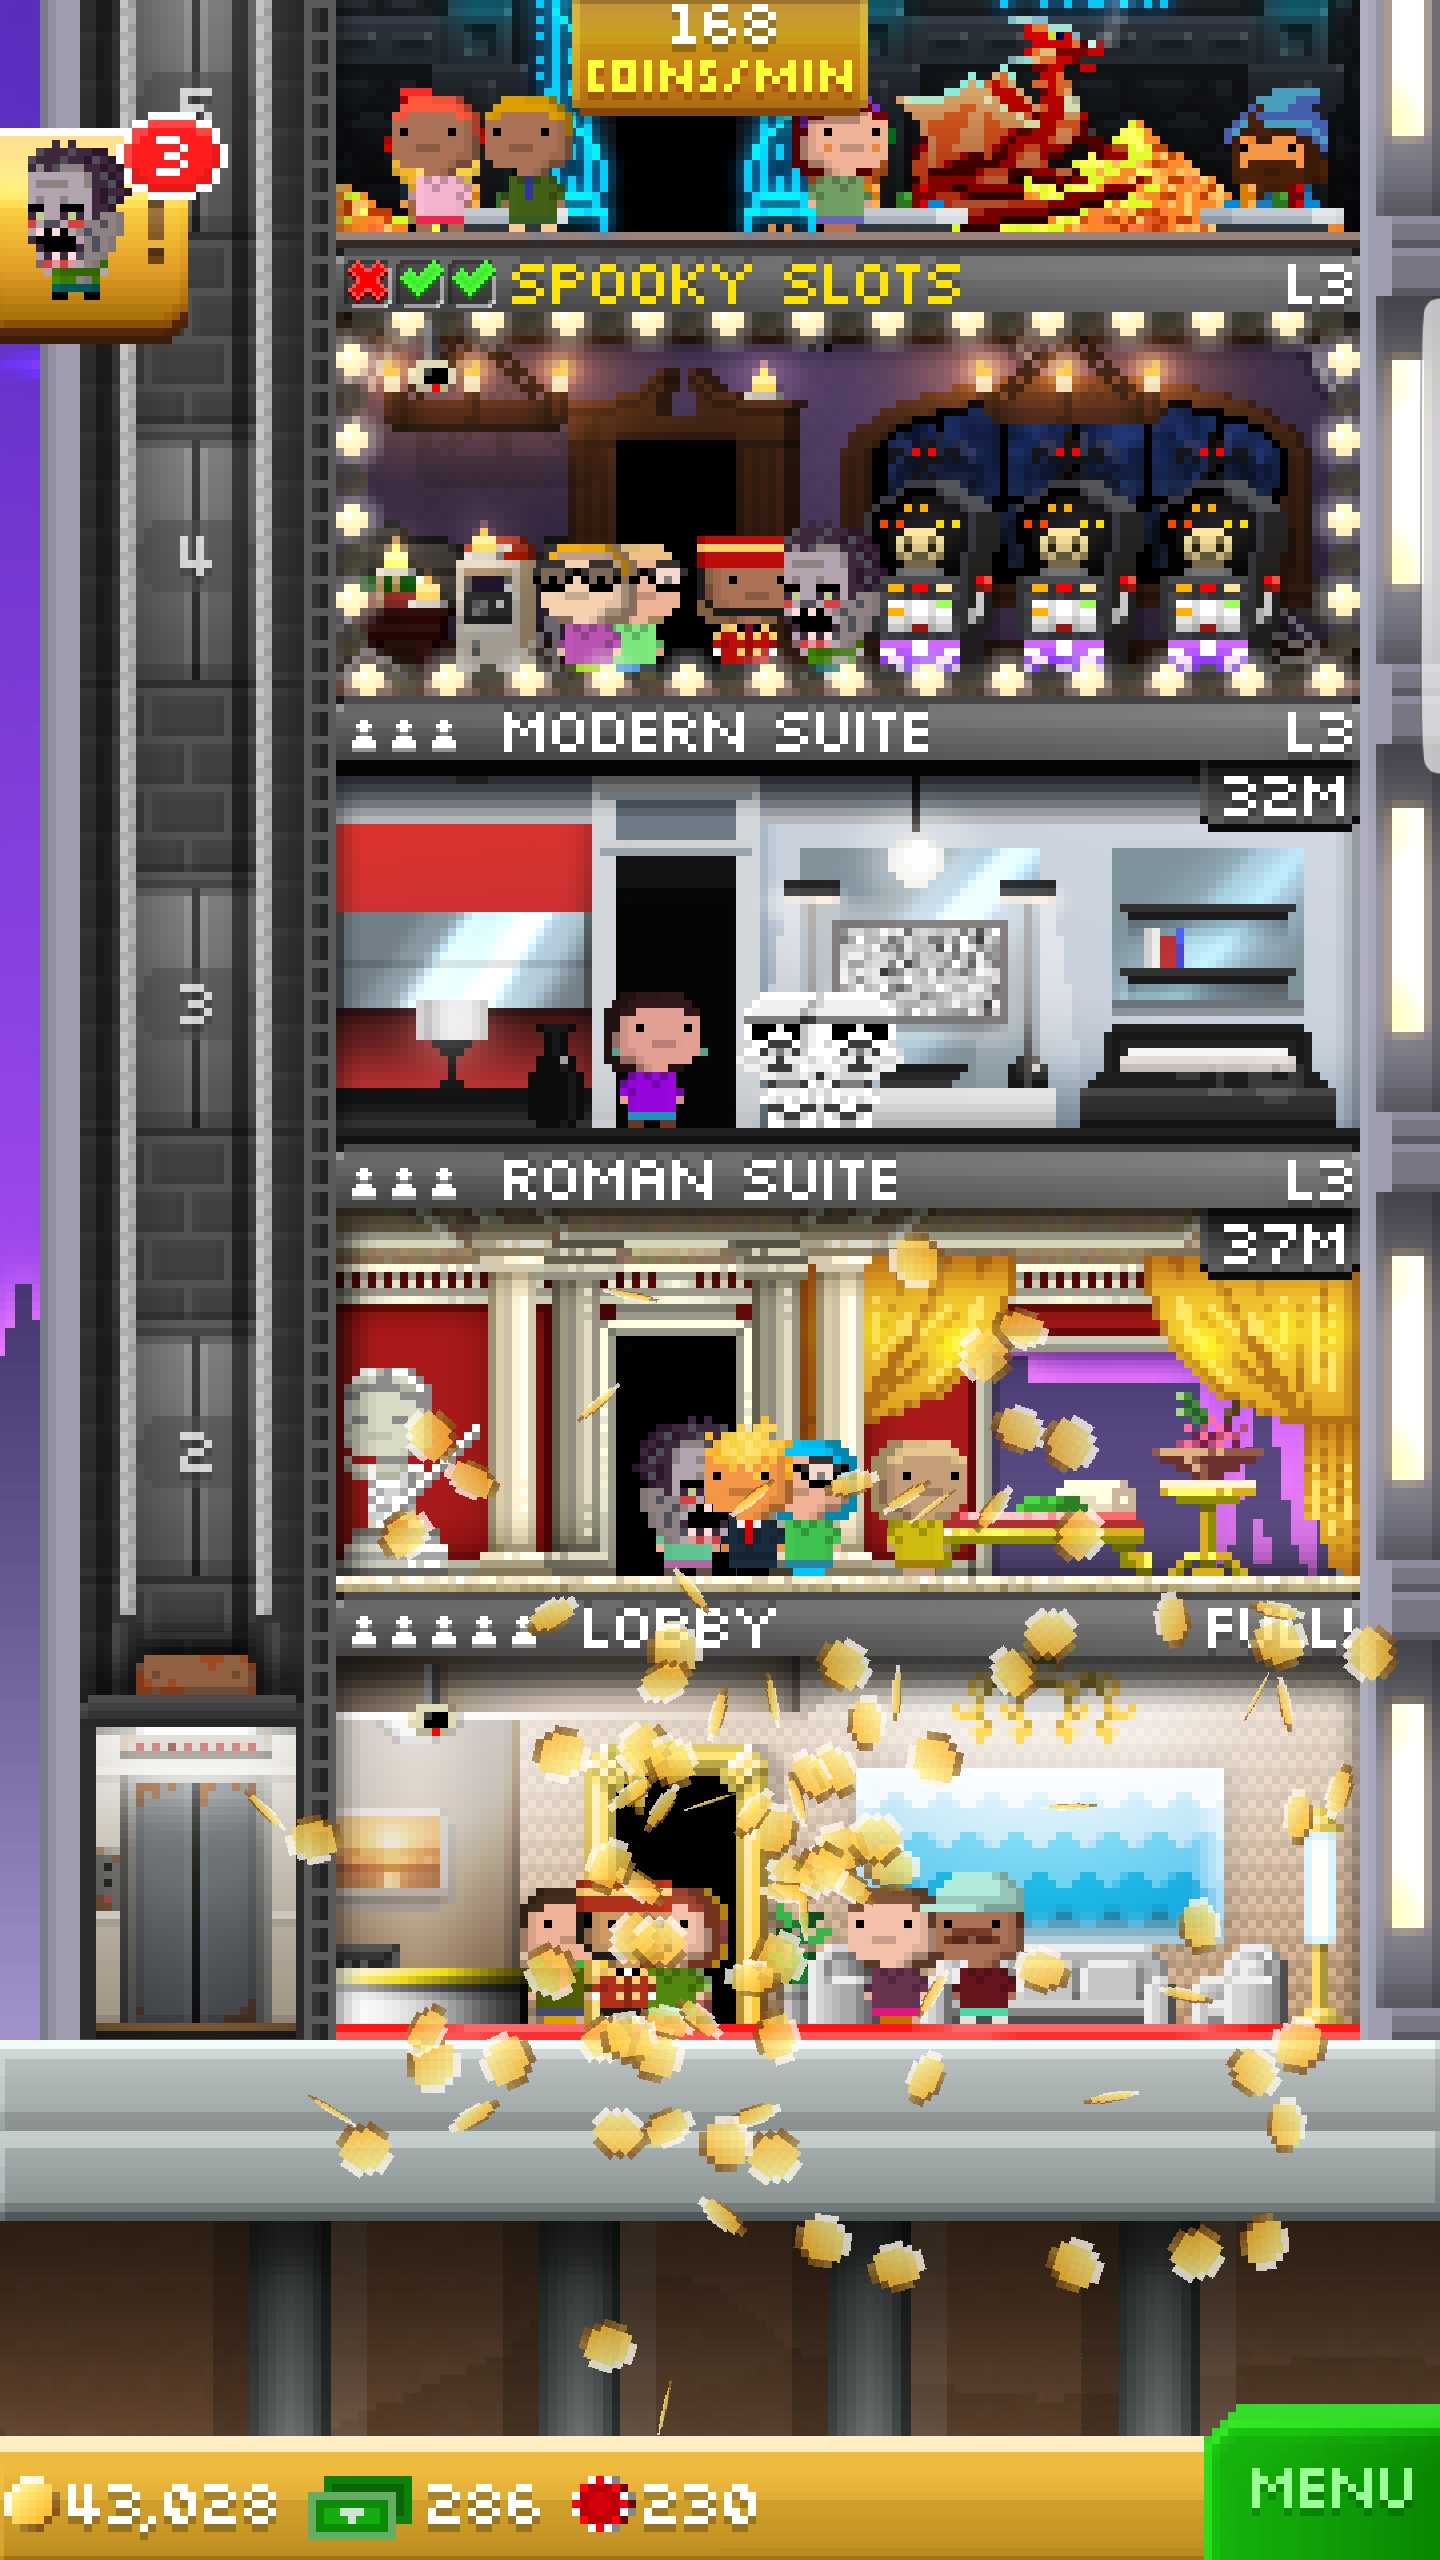 168
COINS/MIN
5
3
!
SPOOKY SLOTS L3
4
MODERN SUITE L3
32M
3
ROMAN SUITE L3
37M
2
LOBBY FULL!
43,028 286 230
MENU